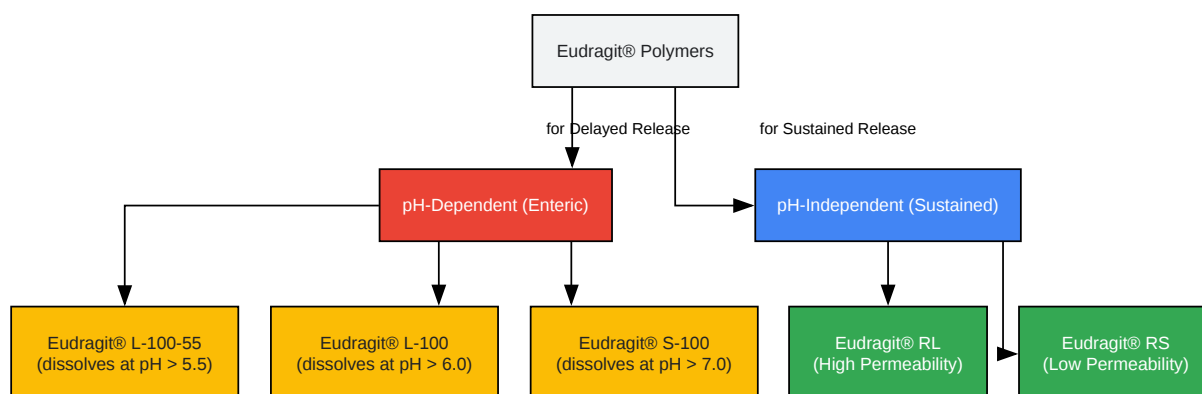 Eudragit® Polymers
for Delayed Release
for Sustained Release
pH-Dependent (Enteric)
pH-Independent (Sustained)
Eudragit® L-100-55
(dissolves at pH > 5.5)
Eudragit® L-100
(dissolves at pH > 6.0)
Eudragit® S-100
(dissolves at pH > 7.0)
Eudragit® RL
(High Permeability)
Eudragit® RS
(Low Permeability)